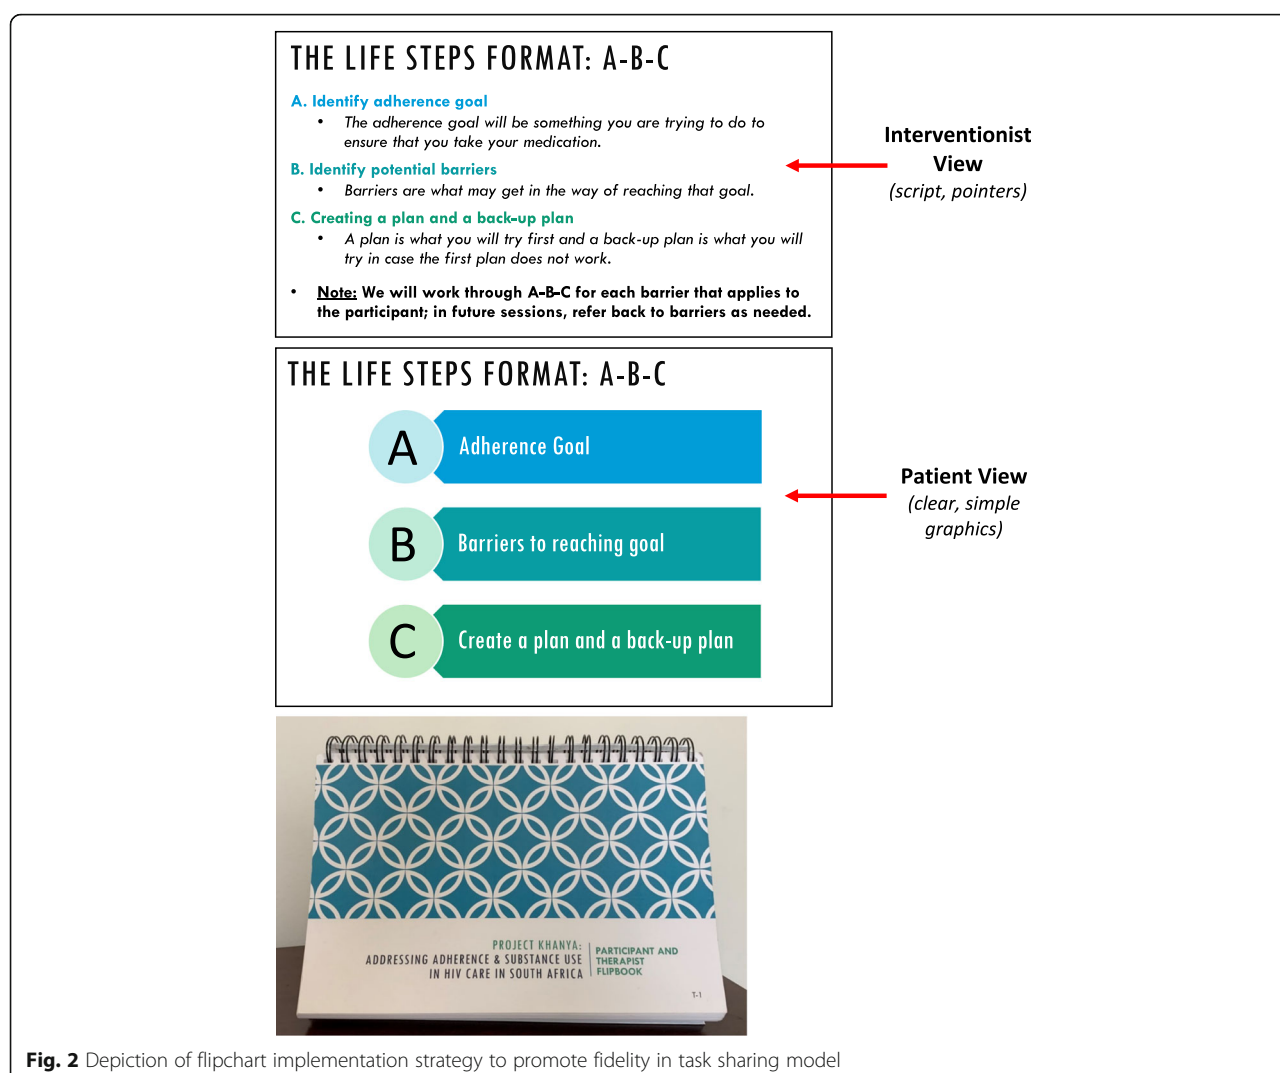 THE LIFE STEPS FORMAT: A-B-C
A. Identify adherence goal
• The adherence goal will be something you are trying to do to
ensure that you take your medication.
B. Identify potential barriers
• Barriers are what may get in the way of reaching that goal.
C. Creating a plan and a back-up plan
• A plan is what you will try first and a back-up plan is what you will
try in case the first plan does not work.
• Note: We will work through A-B-C for each barrier that applies to
the participant; in future sessions, refer back to barriers as needed.
Interventionist
View
(script, pointers)
THE LIFE STEPS FORMAT: A-B-C
A Adherence Goal
B Barriers to reaching goal
C Create a plan and a back-up plan
Patient View
(clear, simple
graphics)
PROJECT KHANYA:
ADDRESSING ADHERENCE & SUBSTANCE USE
IN HIV CARE IN SOUTH AFRICA
PARTICIPANT AND
THERAPIST
FLIPBOOK
T-1
Fig. 2 Depiction of flipchart implementation strategy to promote fidelity in task sharing model